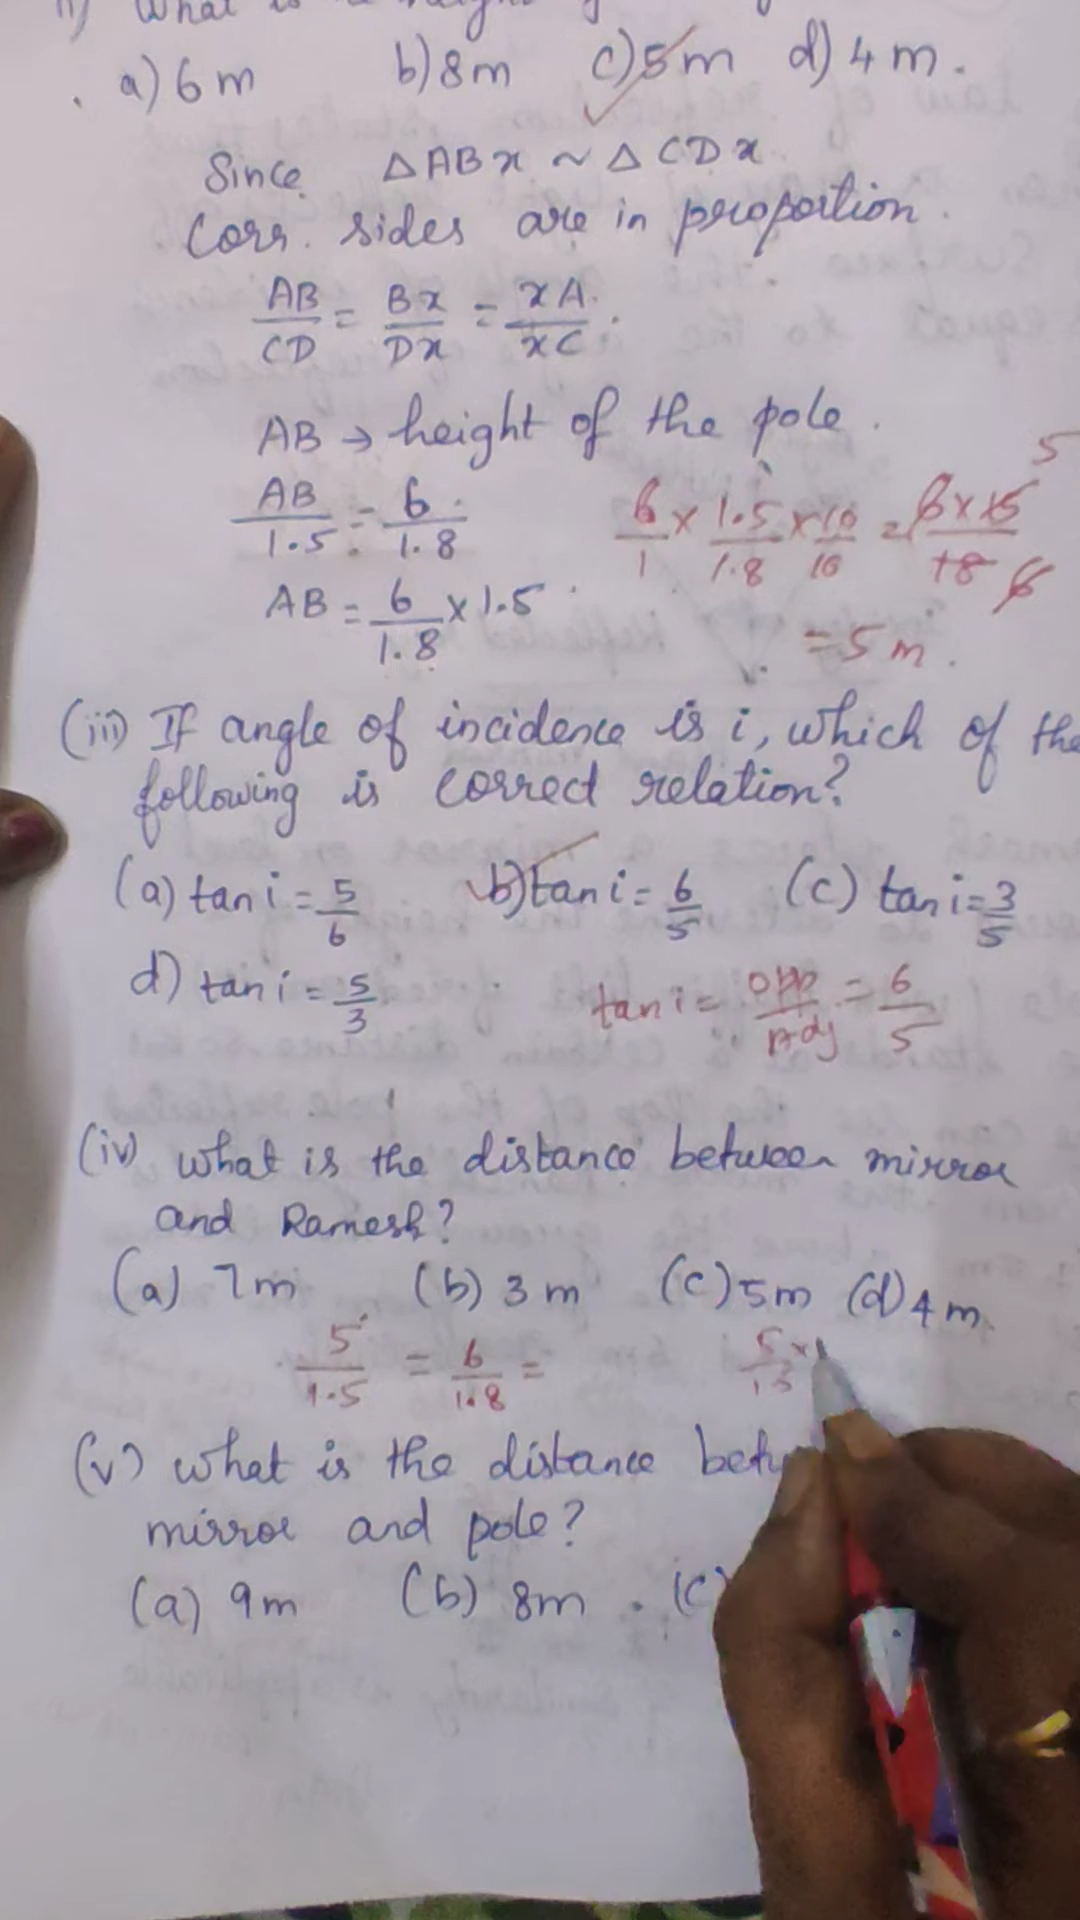 a) 6 m b) 8m c) 5 m d) 4 m.
Since △ABx ~ △CDx
Corr. sides are in proportion.
AB/CD = Bx/Dx = xA/xC.
AB → height of the pole.
AB/1.5 = 6/1.8
6/1 × 1.5/1.8 × 10/10 = 6 × 15/18 5 6
AB = 6/1.8 × 1.5
= 5 m.
(iii) If angle of incidence is i, which of the
following is correct relation?
(a) tan i = 5/6 b) tan i = 6/5 (c) tan i = 3/5
d) tan i = 5/3
tan i = opp/Adj = 6/5
(iv) what is the distance between mirror
and Ramesh?
(a) 7m (b) 3 m (c) 5m (d) 4 m.
5/1.5 = 6/1.8 =
(v) what is the distance
mirror and pole?
(a) 9m (b) 8m . (c)